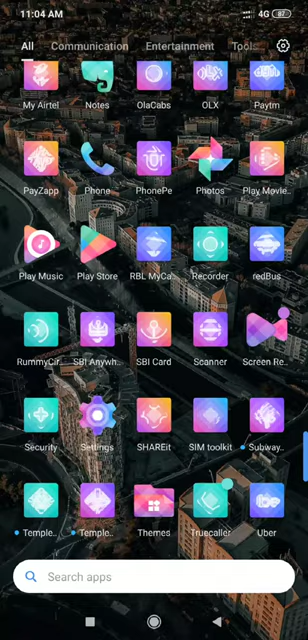 11:04 AM 4G 87
All Communication Entertainment Tools
My Airtel Notes OlaCabs OLX Paytm
PayZapp Phone PhonePe Photos Play Movie..
Play Music Play Store RBL MyCa.. Recorder redBus
RummyCir.. SBI Anywh.. SBI Card Scanner Screen Re..
Security Settings SHAREit SIM toolkit Subway..
Temple.. Temple.. Themes Truecaller Uber
Search apps